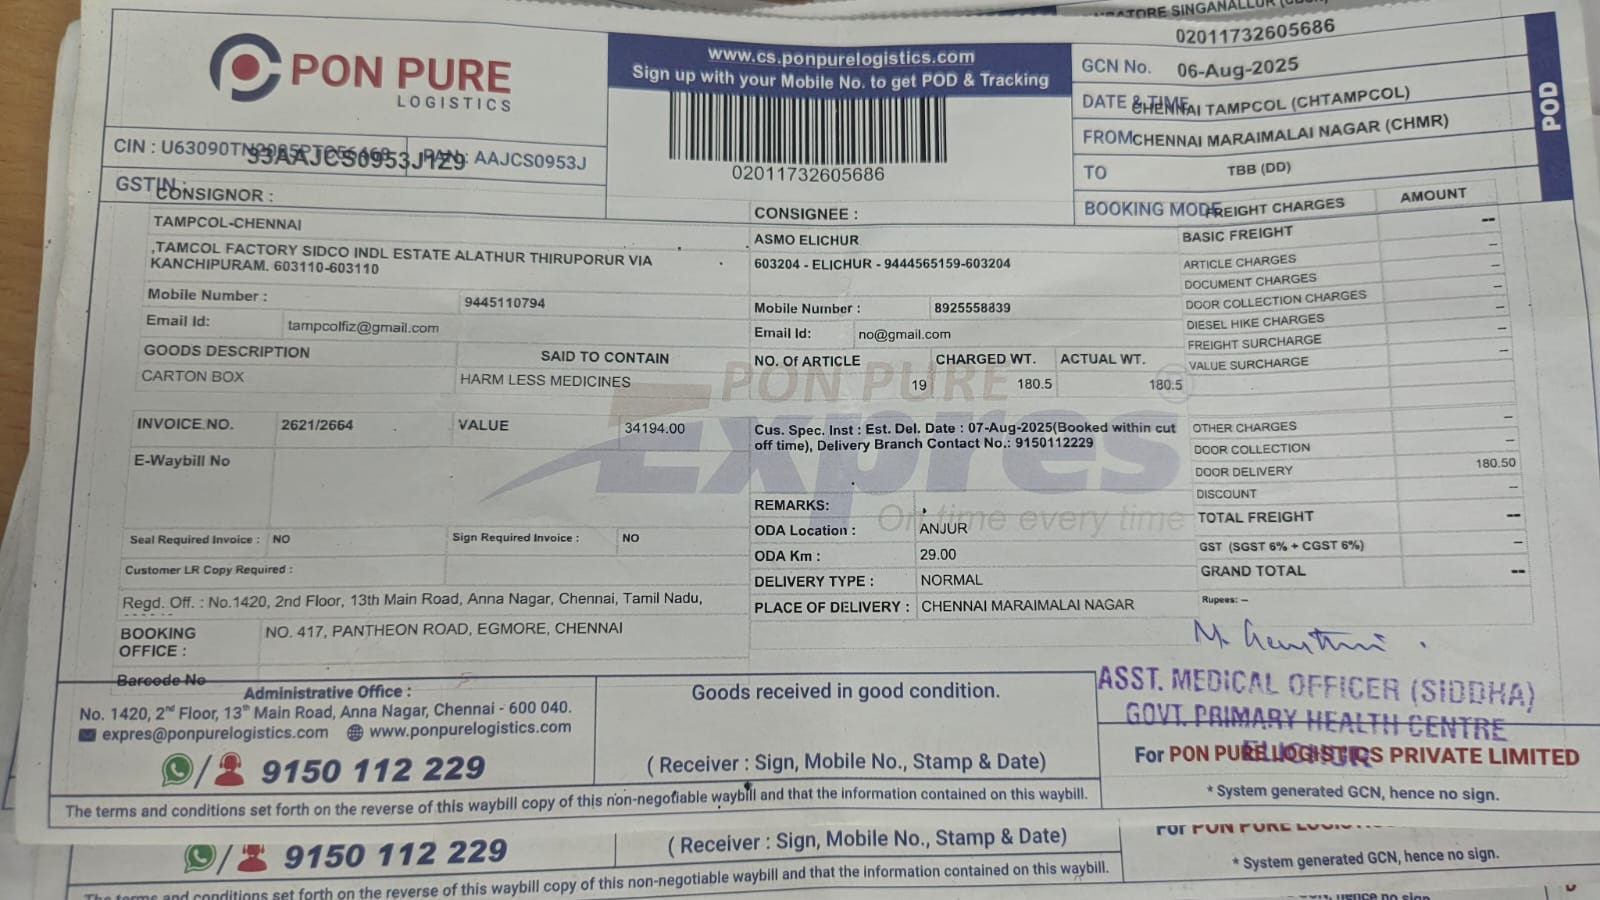 BATORE SINGANALLUR
PON PURE
LOGISTICS
www.cs.ponpurelogistics.com
Sign up with your Mobile No. to get POD & Tracking
02011732605686
02011732605686
GCN No.
06-Aug-2025
DATE & TIME
CHENNAI TAMPCOL (CHTAMPCOL)
FROM
CHENNAI MARAIMALAI NAGAR (CHMR)
TO
TBB (DD)
BOOKING MODE
POD
CIN : U63090TN
PAN : AAJCS0953J
33AAJCS0953J1Z9
GSTIN :
CONSIGNOR :
TAMPCOL-CHENNAI
,TAMCOL FACTORY SIDCO INDL ESTATE ALATHUR THIRUPORUR VIA
KANCHIPURAM. 603110-603110
Mobile Number :
9445110794
Email Id:
tampcolfiz@gmail.com
CONSIGNEE :
ASMO ELICHUR
603204 - ELICHUR - 9444565159-603204
Mobile Number :
8925558839
Email Id:
no@gmail.com
GOODS DESCRIPTION
SAID TO CONTAIN
NO. Of ARTICLE
CHARGED WT.
ACTUAL WT.
CARTON BOX
HARM LESS MEDICINES
19
180.5
180.5
INVOICE NO.
2621/2664
VALUE
34194.00
Cus. Spec. Inst : Est. Del. Date : 07-Aug-2025(Booked within cut
off time), Delivery Branch Contact No.: 9150112229
E-Waybill No
PON PURE
Expres
On time every time
REMARKS:
ODA Location :
ANJUR
ODA Km :
29.00
DELIVERY TYPE :
NORMAL
PLACE OF DELIVERY :
CHENNAI MARAIMALAI NAGAR
Seal Required Invoice :
NO
Sign Required Invoice :
NO
Customer LR Copy Required :
Regd. Off. : No.1420, 2nd Floor, 13th Main Road, Anna Nagar, Chennai, Tamil Nadu,
BOOKING
OFFICE :
NO. 417, PANTHEON ROAD, EGMORE, CHENNAI
Barcode No
FREIGHT CHARGES
AMOUNT
BASIC FREIGHT
--
ARTICLE CHARGES
–
DOCUMENT CHARGES
–
DOOR COLLECTION CHARGES
–
DIESEL HIKE CHARGES
–
FREIGHT SURCHARGE
–
VALUE SURCHARGE
–
OTHER CHARGES
–
DOOR COLLECTION
–
DOOR DELIVERY
180.50
DISCOUNT
–
TOTAL FREIGHT
--
GST (SGST 6% + CGST 6%)
–
GRAND TOTAL
--
Rupees: –
ASST. MEDICAL OFFICER (SIDDHA)
GOVT. PRIMARY HEALTH CENTRE
ELICHUR
Administrative Office :
No. 1420, 2nd Floor, 13th Main Road, Anna Nagar, Chennai - 600 040.
expres@ponpurelogistics.com
www.ponpurelogistics.com
/ 9150 112 229
Goods received in good condition.
( Receiver : Sign, Mobile No., Stamp & Date)
For PON PURE LOGISTICS PRIVATE LIMITED
* System generated GCN, hence no sign.
The terms and conditions set forth on the reverse of this waybill copy of this non-negotiable waybill and that the information contained on this waybill.
/ 9150 112 229
( Receiver : Sign, Mobile No., Stamp & Date)
For PON PURE
* System generated GCN, hence no sign.
The terms and conditions set forth on the reverse of this waybill copy of this non-negotiable waybill and that the information contained on this waybill.
hence no sign